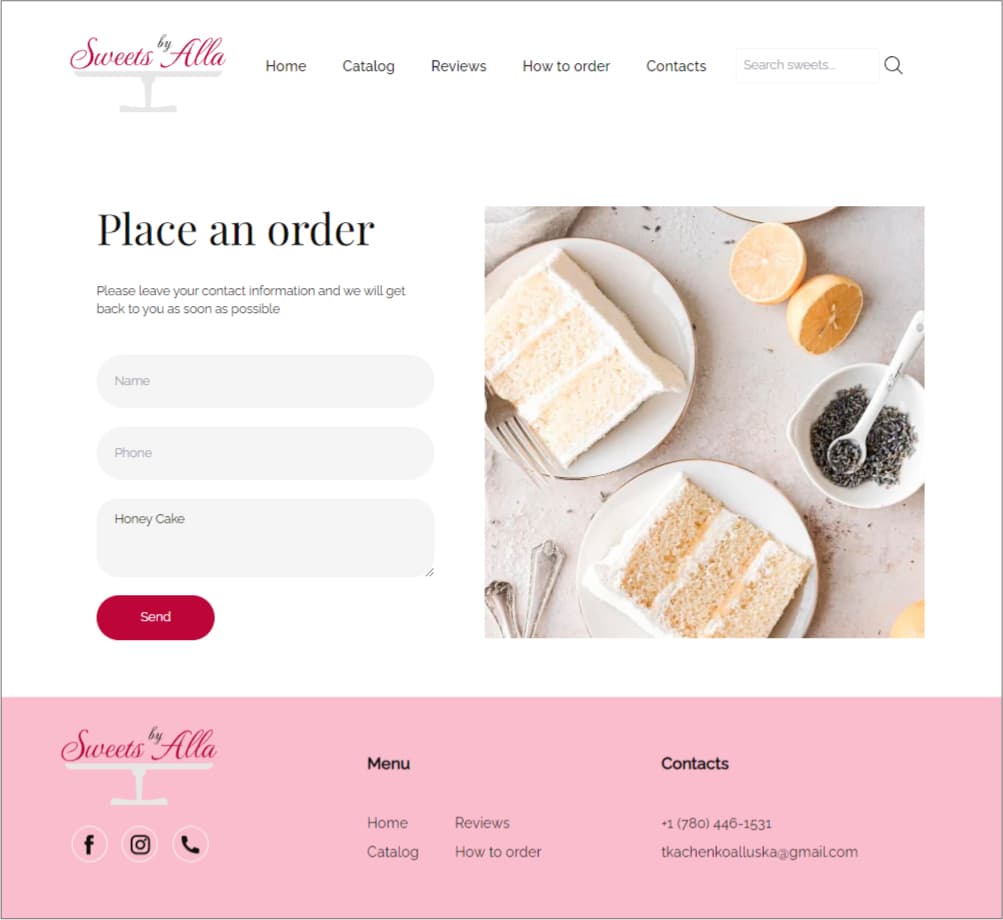 Sweets by Alla
Home Catalog Reviews How to order Contacts Search sweets...
Place an order
Please leave your contact information and we will get
back to you as soon as possible
Name
Phone
Honey Cake
Send
Sweets by Alla
Menu
Home Reviews
Catalog How to order
Contacts
+1 (780) 446-1531
tkachenkoalluska@gmail.com